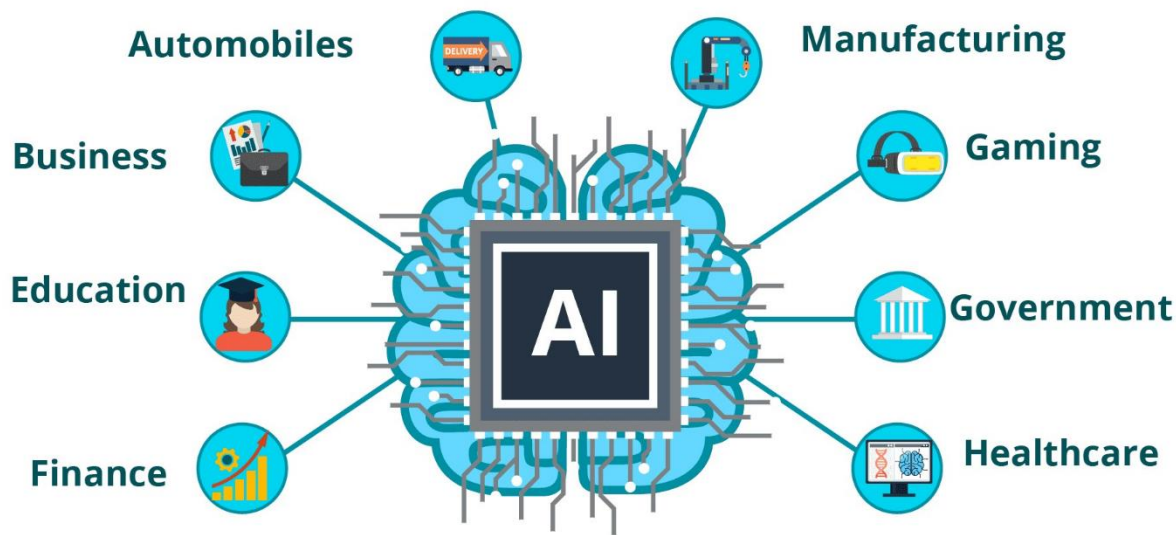 Automobiles
DELIVERY
Manufacturing
Business
Gaming
Education
AI
Government
Finance
Healthcare